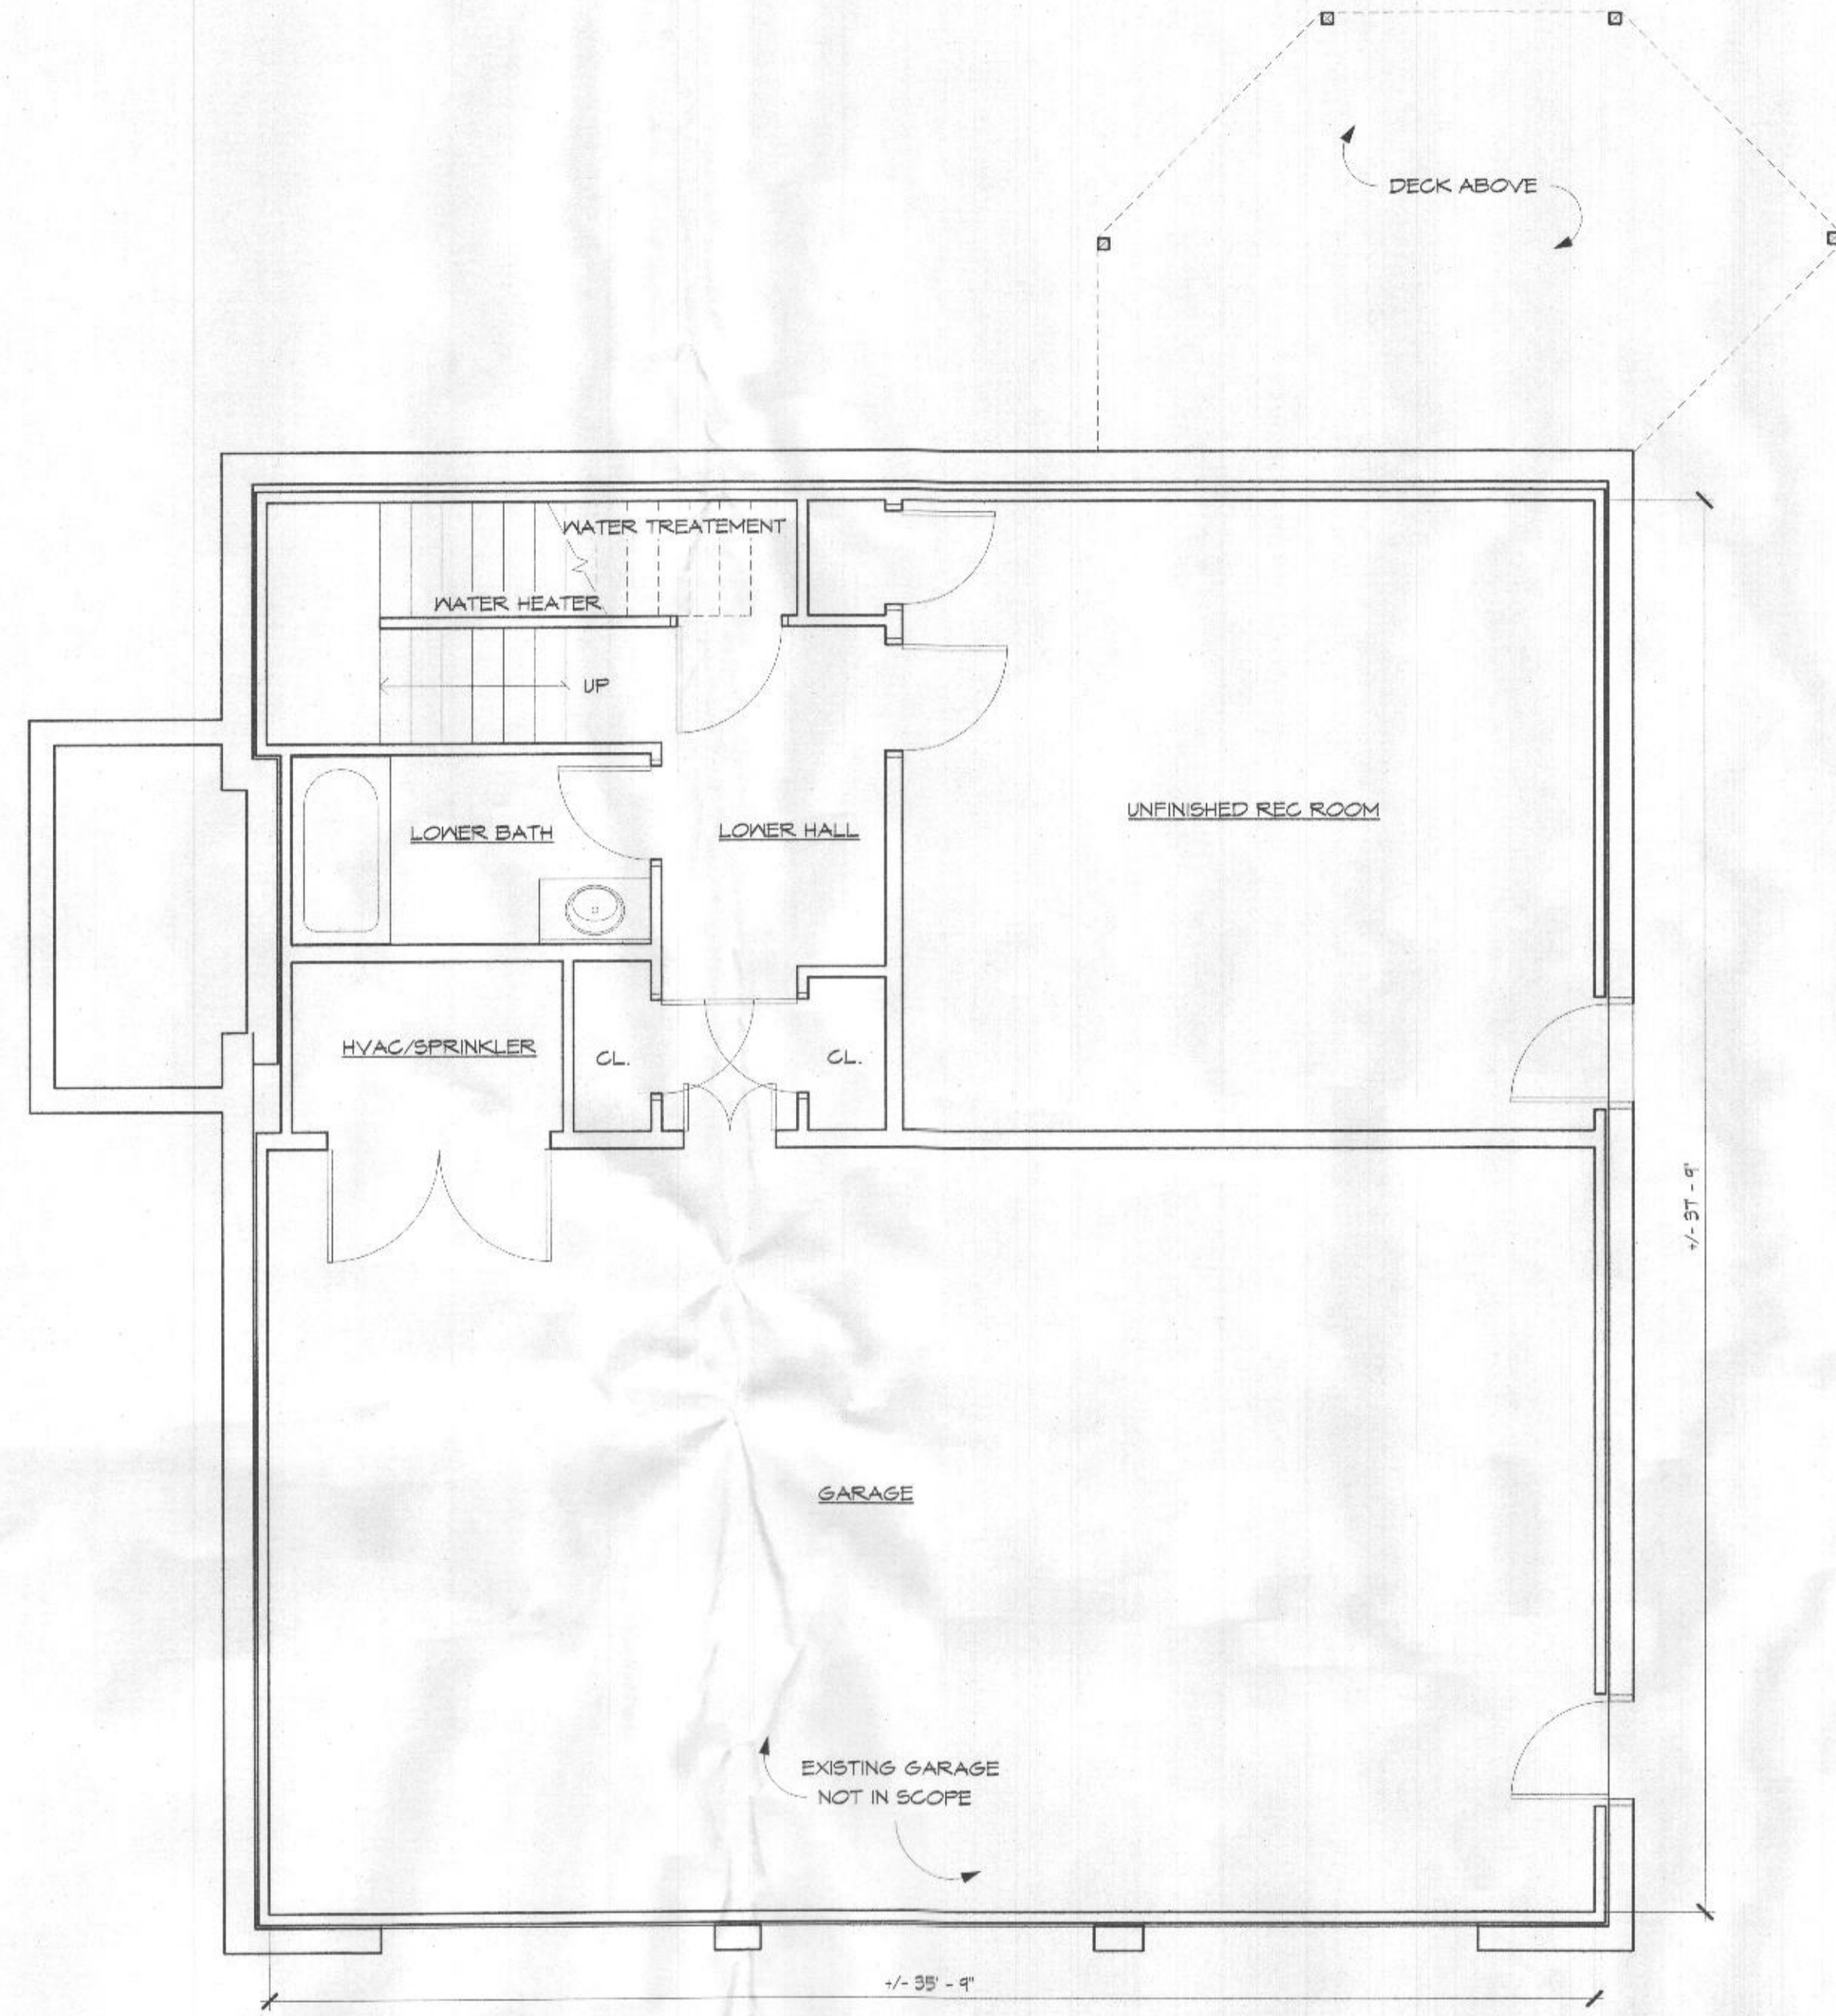 DECK ABOVE
WATER TREATEMENT
WATER HEATER
UP
LOWER BATH
LOWER HALL
UNFINISHED REC ROOM
HVAC/SPRINKLER
CL.
CL.
+/- 37' - 9"
GARAGE
EXISTING GARAGE
NOT IN SCOPE
+/- 35' - 9"